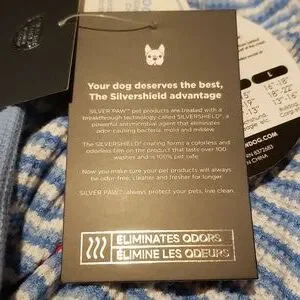 Your dog deserves the best,
The Silvershield advantage
SILVER PAW™ pet products are treated with a
breakthrough technology called SILVERSHIELD®, a
powerful antimicrobial agent that eliminates
odor-causing bacteria, mold and mildew.
The SILVERSHIELD® coating forms a colorless and
odorless film on the product that lasts over 100
washes and is 100% pet safe.
Now you make sure your pet products will always
be odor-free, cleaner and fresher for longer.
SILVER PAW™, always protect your pets, live clean.
ELIMINATES ODORS
ÉLIMINE LES ODEURS
L
16"-18"
18"-22"